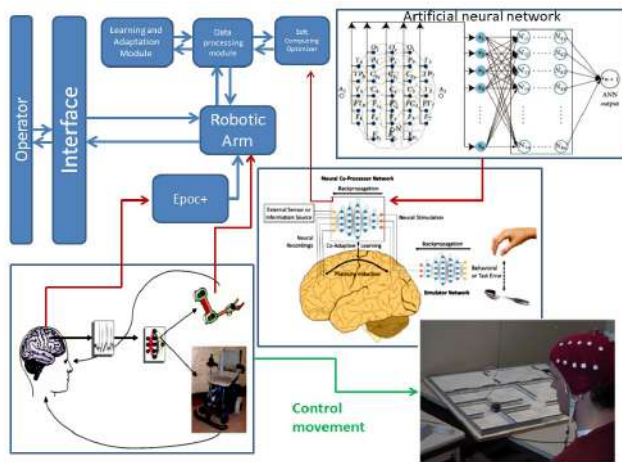 Artificial neural network
Learning and
Adaptation Module
Data
processing
module
Soft
Computing
Optimizer
Operator
Interface
Robotic
Arm
Epoc+
ANN
output
Neural Co-Processor Network
Backpropagation
External Sensor or
Information Source
Neural
Recordings
Neural Stimulation
Co-Adaptive Learning
Plasticity Induction
Backpropagation
Simulator Network
Behavioral
or Task Error
Control
movement